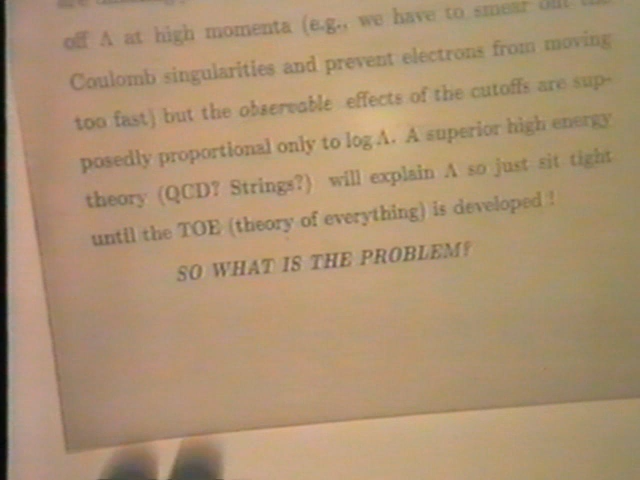 off Λ at high momenta (e.g., we have to smear out the
Coulomb singularities and prevent electrons from moving
too fast) but the observable effects of the cutoffs are sup-
posedly proportional only to log Λ. A superior high energy
theory (QCD? Strings?) will explain Λ so just sit tight
until the TOE (theory of everything) is developed !
SO WHAT IS THE PROBLEM?